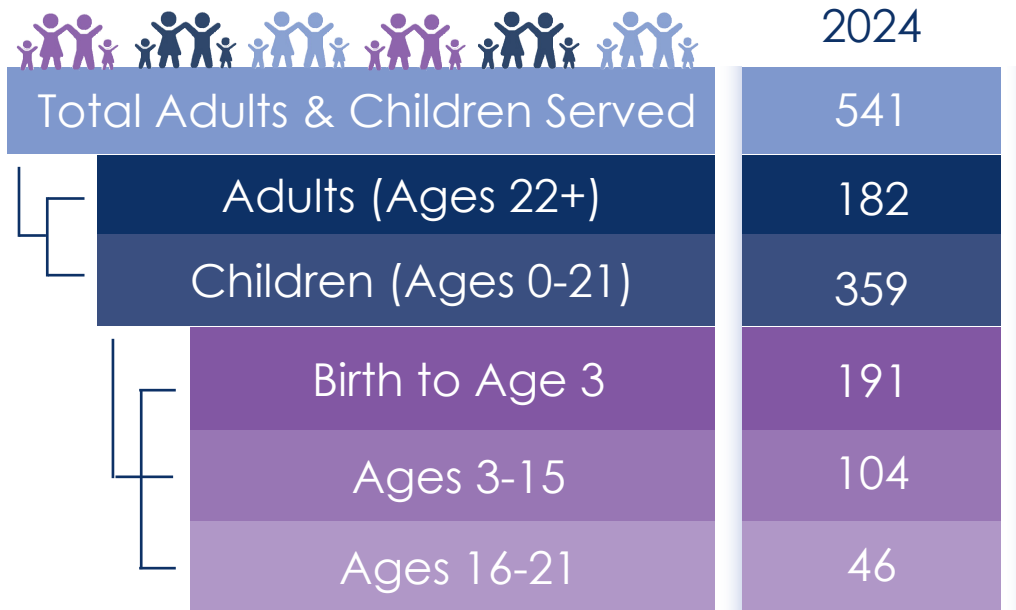 2024
Total Adults & Children Served 541
Adults (Ages 22+) 182
Children (Ages 0-21) 359
Birth to Age 3 191
Ages 3-15 104
Ages 16-21 46